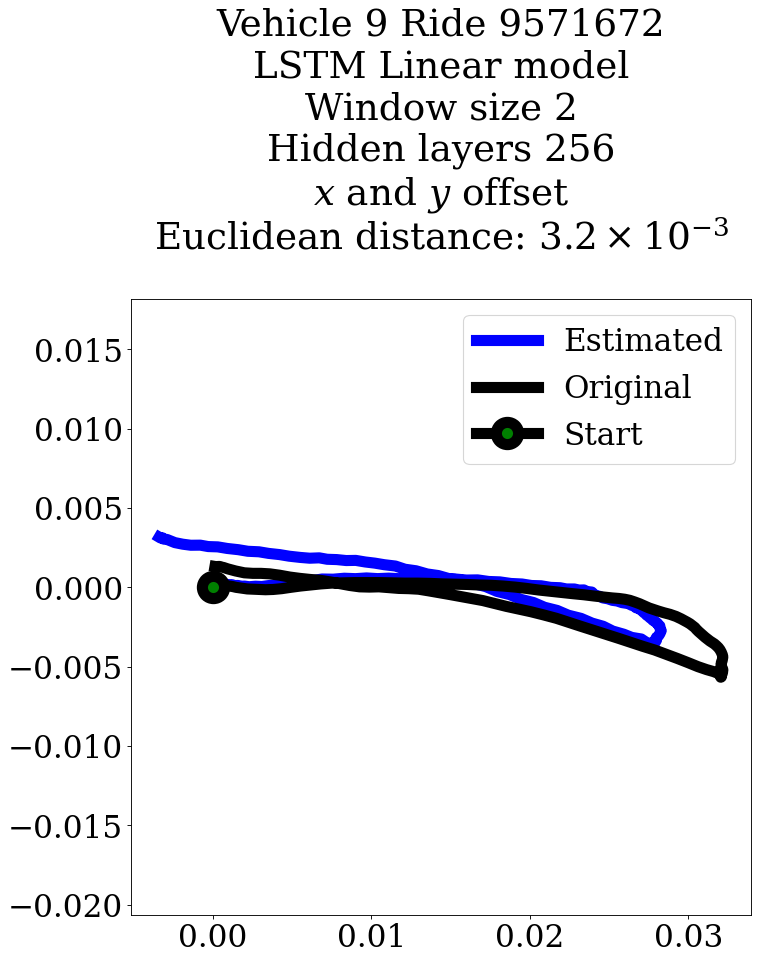 Vehicle 9 Ride 9571672
LSTM Linear model
Window size 2
Hidden layers 256
x and y offset
Euclidean distance: 3.2 × 10⁻³
Estimated
Original
Start
0.015
0.010
0.005
0.000
−0.005
−0.010
−0.015
−0.020
0.00 0.01 0.02 0.03